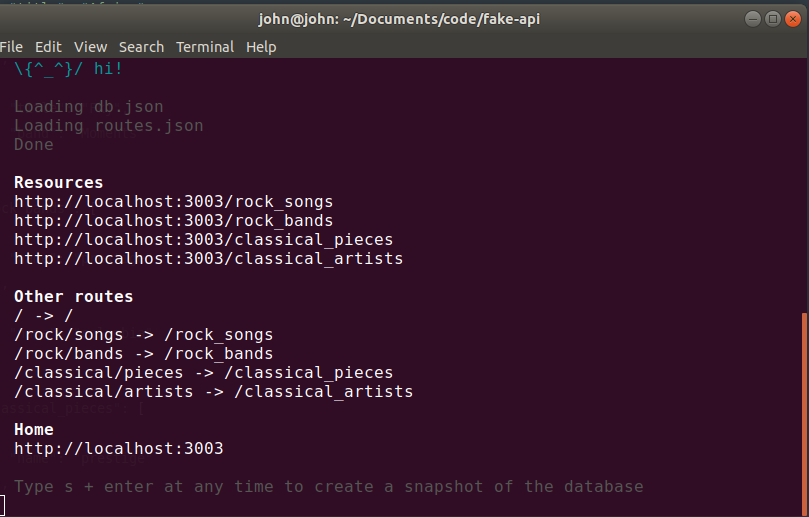 john@john: ~/Documents/code/fake-api
File Edit View Search Terminal Help
\{^_^}/ hi!
Loading db.json
Loading routes.json
Done
Resources
http://localhost:3003/rock_songs
http://localhost:3003/rock_bands
http://localhost:3003/classical_pieces
http://localhost:3003/classical_artists
Other routes
/ -> /
/rock/songs -> /rock_songs
/rock/bands -> /rock_bands
/classical/pieces -> /classical_pieces
/classical/artists -> /classical_artists
Home
http://localhost:3003
Type s + enter at any time to create a snapshot of the database